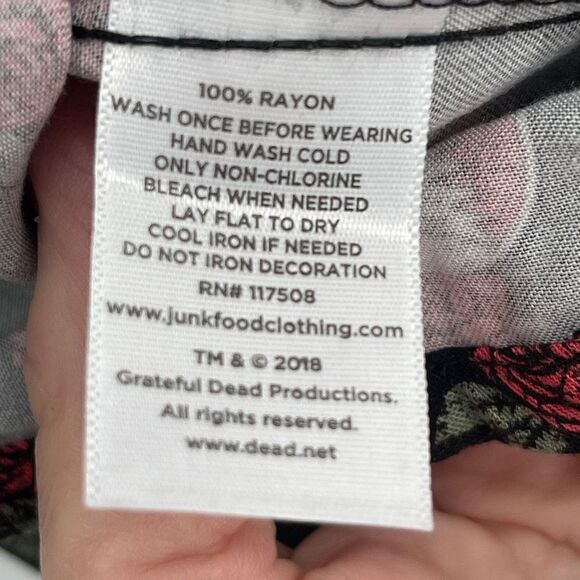 100% RAYON
WASH ONCE BEFORE WEARING
HAND WASH COLD
ONLY NON-CHLORINE
BLEACH WHEN NEEDED
LAY FLAT TO DRY
COOL IRON IF NEEDED
DO NOT IRON DECORATION
RN# 117508
www.junkfoodclothing.com
TM & © 2018
Grateful Dead Productions.
All rights reserved.
www.dead.net